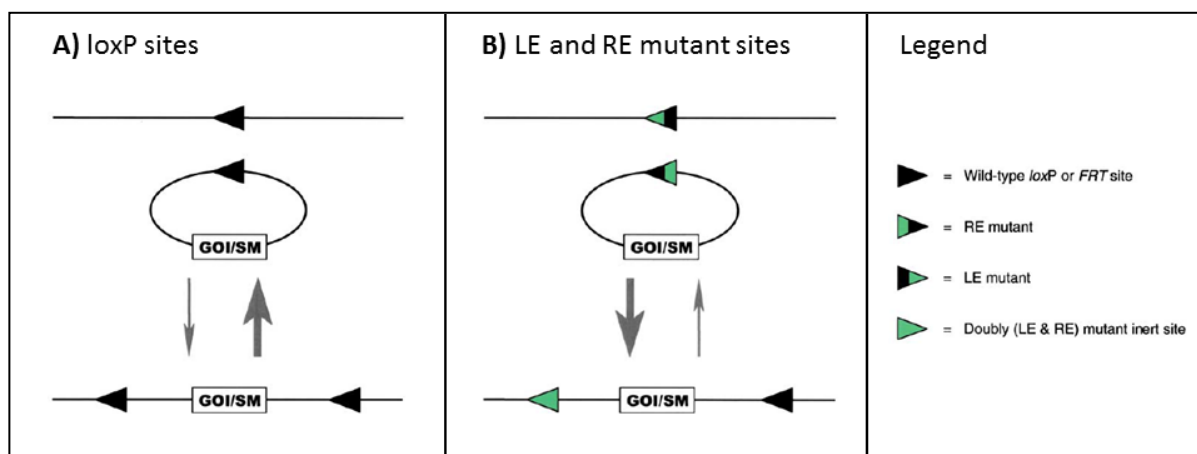 A) loxP sites
GOI/SM
GOI/SM
B) LE and RE mutant sites
GOI/SM
GOI/SM
Legend
= Wild-type loxP or FRT site
= RE mutant
= LE mutant
= Doubly (LE & RE) mutant inert site